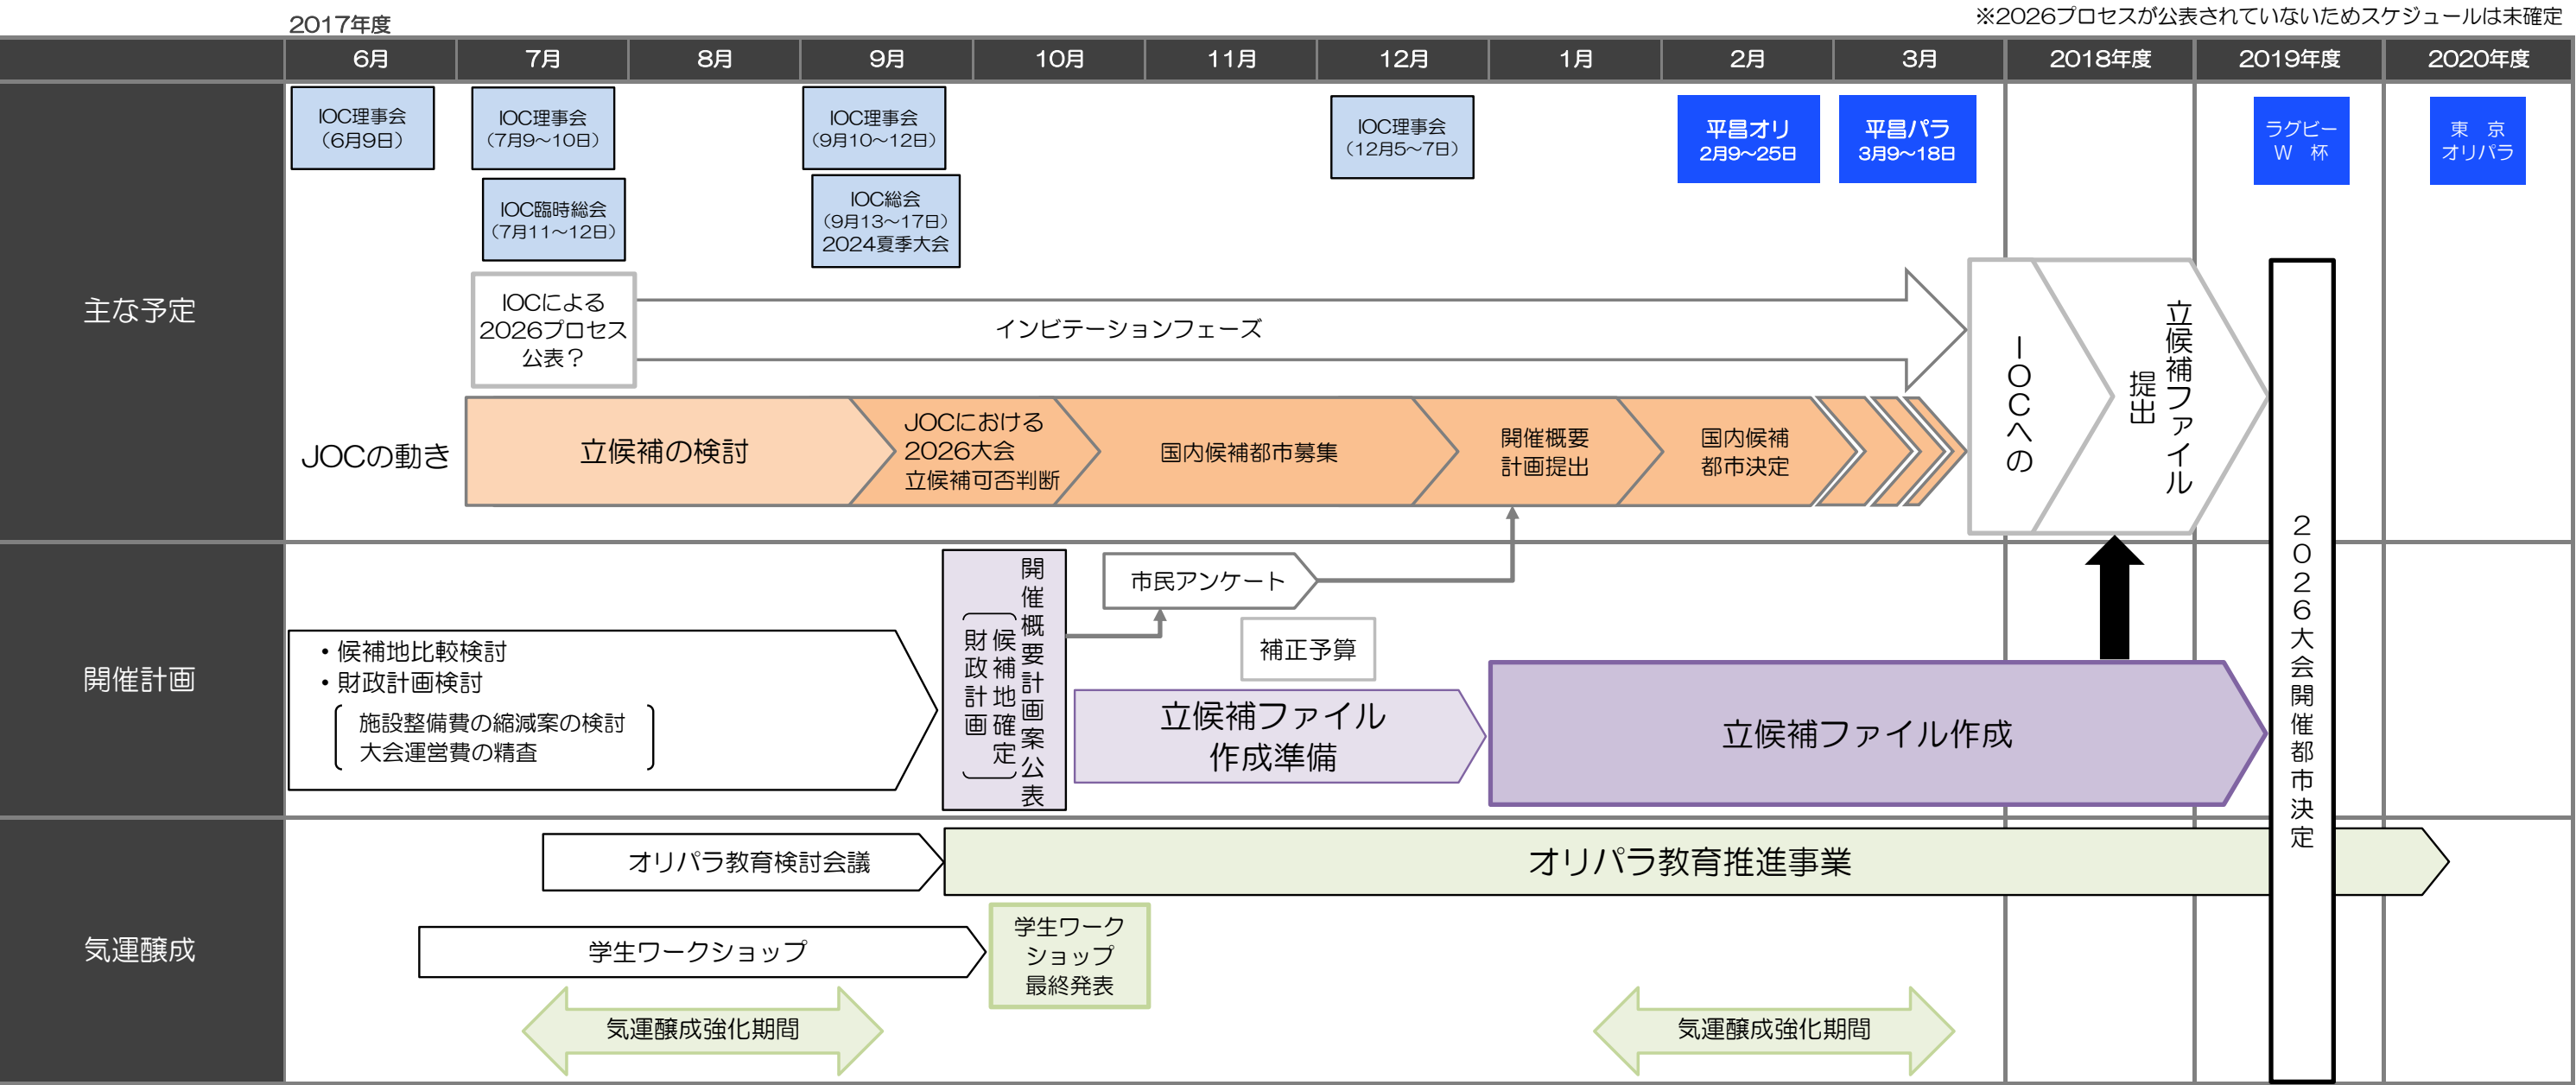 2017年度
※2026プロセスが公表されていないためスケジュールは未確定
6月
7月
8月
9月
10月
11月
12月
1月
2月
3月
2018年度
2019年度
2020年度
主な予定
IOC理事会
（6月9日）
IOC理事会
（7月9～10日）
IOC臨時総会
（7月11～12日）
IOC理事会
（9月10～12日）
IOC総会
（9月13～17日）
2024夏季大会
IOC理事会
（12月5～7日）
平昌オリ
2月9～25日
平昌パラ
3月9～18日
ラグビー
W　杯
東　京
オリパラ
IOCによる
2026プロセス
公表？
インビテーションフェーズ
JOCの動き
立候補の検討
JOCにおける
2026大会
立候補可否判断
国内候補都市募集
開催概要
計画提出
国内候補
都市決定
IOCへの
立候補ファイル
提出
2026大会開催都市決定
開催計画
・候補地比較検討
・財政計画検討
施設整備費の縮減案の検討
大会運営費の精査
開催概要計画案公表
候補地確定
財政計画
市民アンケート
補正予算
立候補ファイル
作成準備
立候補ファイル作成
気運醸成
オリパラ教育検討会議
オリパラ教育推進事業
学生ワークショップ
学生ワーク
ショップ
最終発表
気運醸成強化期間
気運醸成強化期間